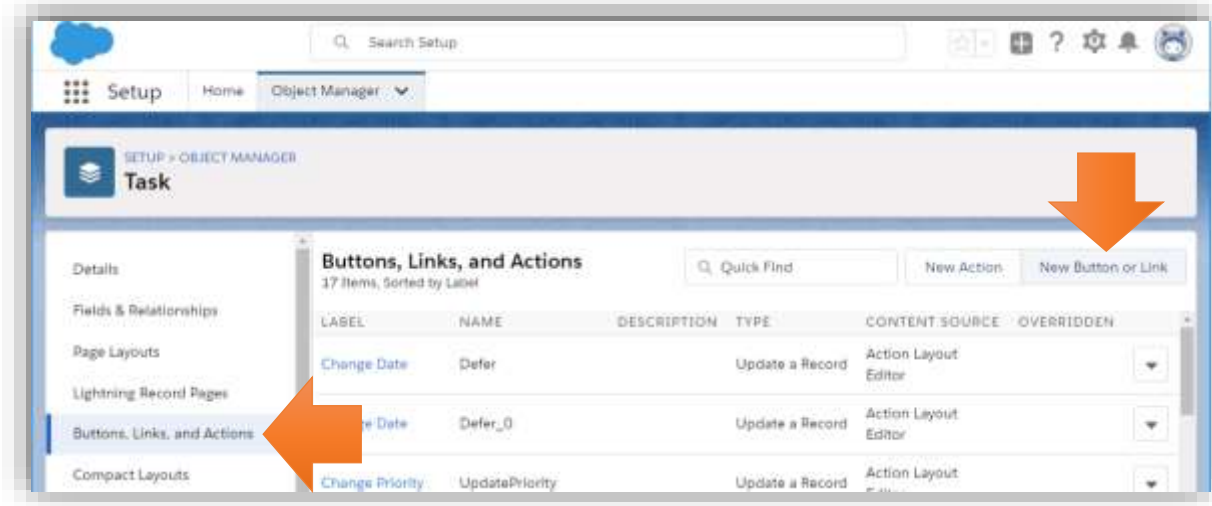 Search Setup
Setup Home Object Manager
SETUP > OBJECT MANAGER
Task
Details
Fields & Relationships
Page Layouts
Lightning Record Pages
Buttons, Links, and Actions
Compact Layouts
Buttons, Links, and Actions
17 Items, Sorted by Label
Quick Find
New Action
New Button or Link
LABEL NAME DESCRIPTION TYPE CONTENT SOURCE OVERRIDDEN
Change Date Defer Update a Record Action Layout
Editor
Date Defer_0 Update a Record Action Layout
Editor
Change Priority UpdatePriority Update a Record Action Layout